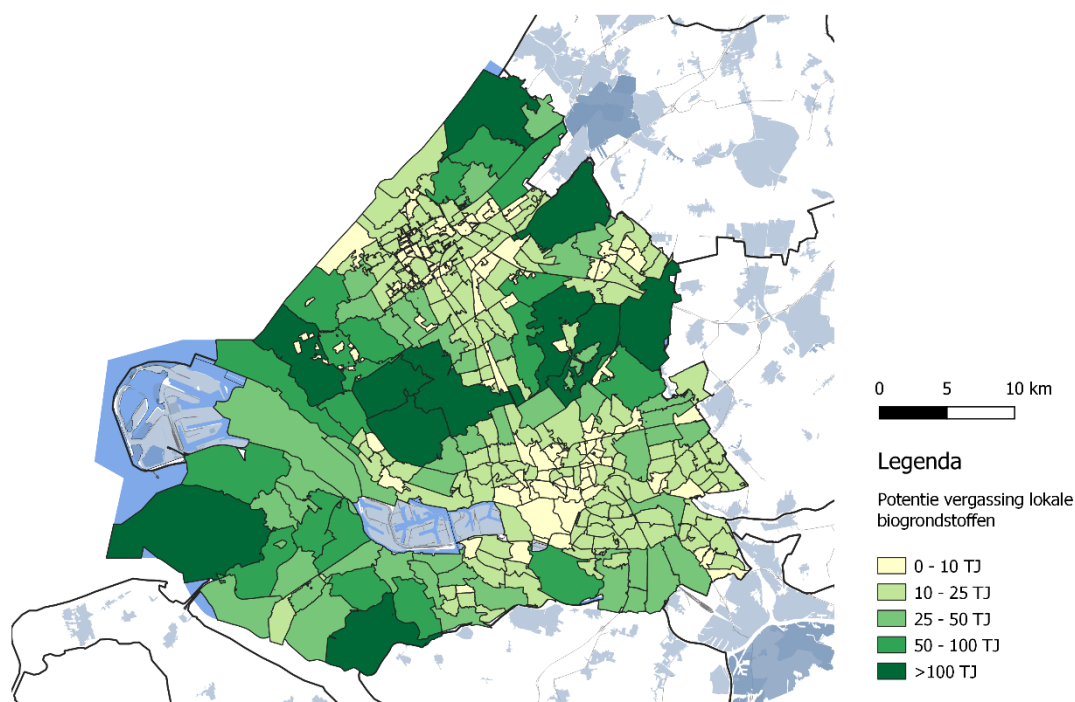 0 5 10 km
Legenda
Potentie vergassing lokale
biogrondstoffen
0 - 10 TJ
10 - 25 TJ
25 - 50 TJ
50 - 100 TJ
>100 TJ